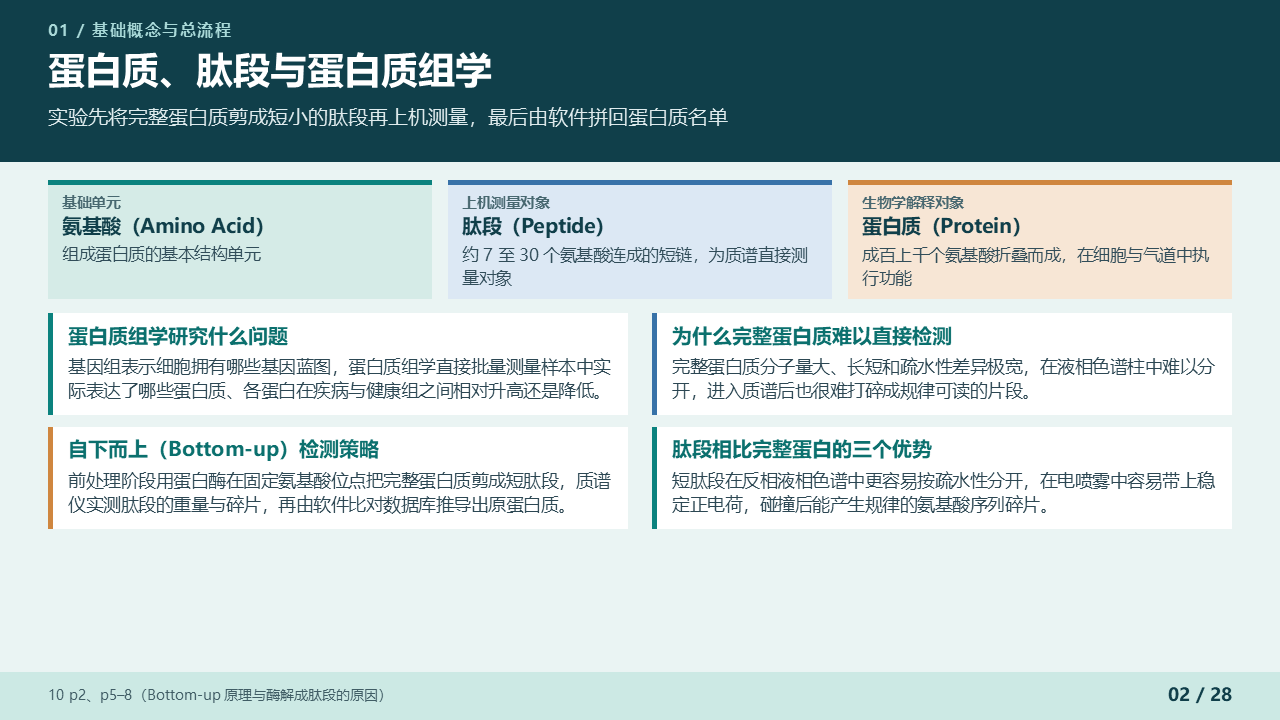 01 / 基础概念与总流程
蛋白质、肽段与蛋白质组学
实验先将完整蛋白质剪成短小的肽段再上机测量，最后由软件拼回蛋白质名单
基础单元
氨基酸（Amino Acid）
组成蛋白质的基本结构单元
上机测量对象
肽段（Peptide）
约 7 至 30 个氨基酸连成的短链，为质谱直接测
量对象
生物学解释对象
蛋白质（Protein）
成百上千个氨基酸折叠而成，在细胞与气道中执
行功能
蛋白质组学研究什么问题
基因组表示细胞拥有哪些基因蓝图，蛋白质组学直接批量测量样本中实
际表达了哪些蛋白质、各蛋白在疾病与健康组之间相对升高还是降低。
为什么完整蛋白质难以直接检测
完整蛋白质分子量大、长短和疏水性差异极宽，在液相色谱柱中难以分
开，进入质谱后也很难打碎成规律可读的片段。
自下而上（Bottom-up）检测策略
前处理阶段用蛋白酶在固定氨基酸位点把完整蛋白质剪成短肽段，质谱
仪实测肽段的重量与碎片，再由软件比对数据库推导出原蛋白质。
肽段相比完整蛋白的三个优势
短肽段在反相液相色谱中更容易按疏水性分开，在电喷雾中容易带上稳
定正电荷，碰撞后能产生规律的氨基酸序列碎片。
10 p2、p5–8（Bottom-up 原理与酶解成肽段的原因）
02 / 28